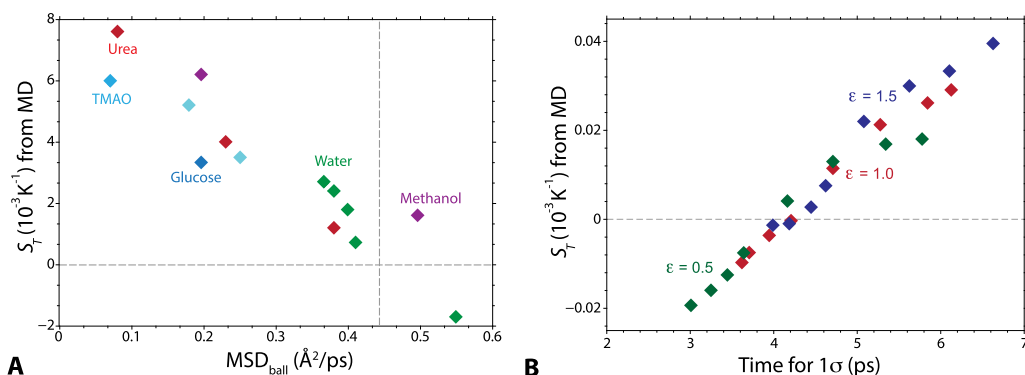 8
6
4
2
0
−2
S_T (10⁻³K⁻¹) from MD
Urea
TMAO
Glucose
Water
Methanol
0 0.1 0.2 0.3 0.4 0.5 0.6
MSD_ball (Å²/ps)
A
0.04
0.02
0
−0.02
S_T (10⁻³K⁻¹) from MD
ε = 1.5
ε = 1.0
ε = 0.5
2 3 4 5 6 7
Time for 1σ (ps)
B